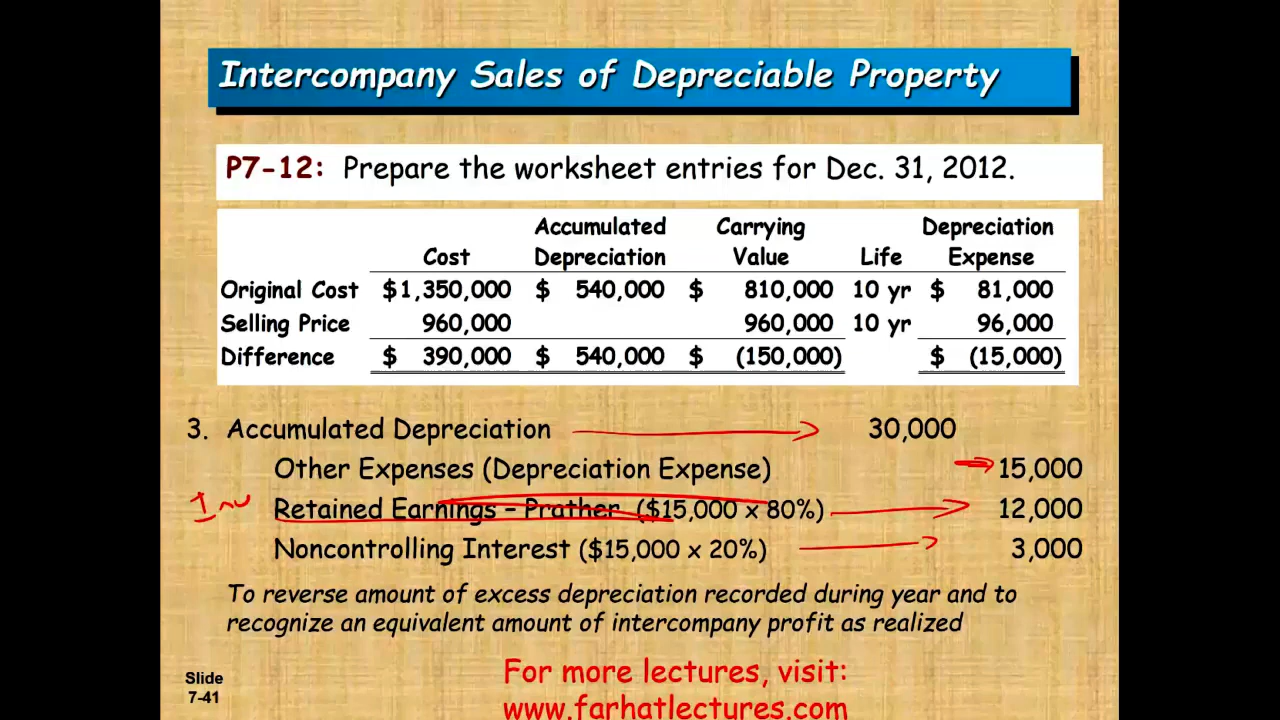 Intercompany Sales of Depreciable Property
P7-12: Prepare the worksheet entries for Dec. 31, 2012.
Accumulated Carrying Depreciation
Cost Depreciation Value Life Expense
Original Cost $1,350,000 $ 540,000 $ 810,000 10 yr $ 81,000
Selling Price 960,000 960,000 10 yr 96,000
Difference $ 390,000 $ 540,000 $ (150,000) $ (15,000)
3. Accumulated Depreciation 30,000
Other Expenses (Depreciation Expense) 15,000
Inv Retained Earnings – Prather ($15,000 x 80%) 12,000
Noncontrolling Interest ($15,000 x 20%) 3,000
To reverse amount of excess depreciation recorded during year and to
recognize an equivalent amount of intercompany profit as realized
Slide
7-41
For more lectures, visit:
www.farhatlectures.com